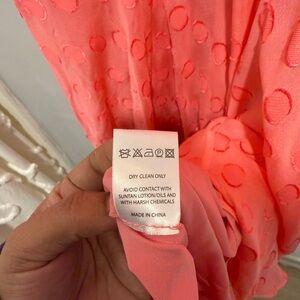 DRY CLEAN ONLY
AVOID CONTACT WITH
SUNTAN LOTION/OILS AND
WITH HARSH CHEMICALS
MADE IN CHINA